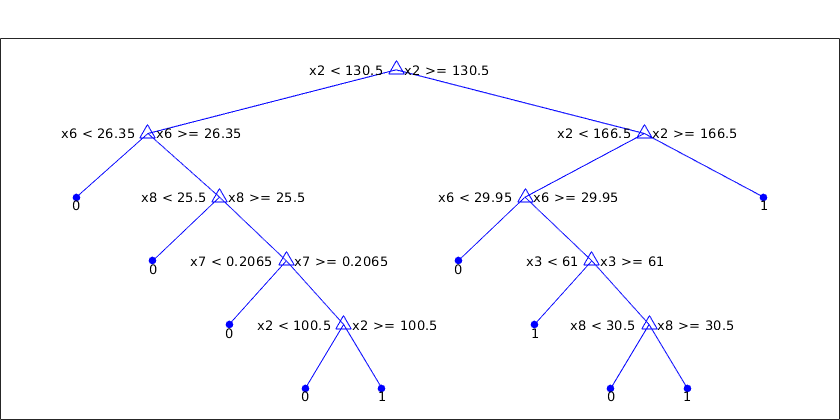 x2 < 130.5 x2 >= 130.5
x6 < 26.35 x6 >= 26.35 x2 < 166.5 x2 >= 166.5
0 x8 < 25.5 x8 >= 25.5 x6 < 29.95 x6 >= 29.95 1
0 x7 < 0.2065 x7 >= 0.2065 0 x3 < 61 x3 >= 61
0 x2 < 100.5 x2 >= 100.5 1 x8 < 30.5 x8 >= 30.5
0 1 0 1